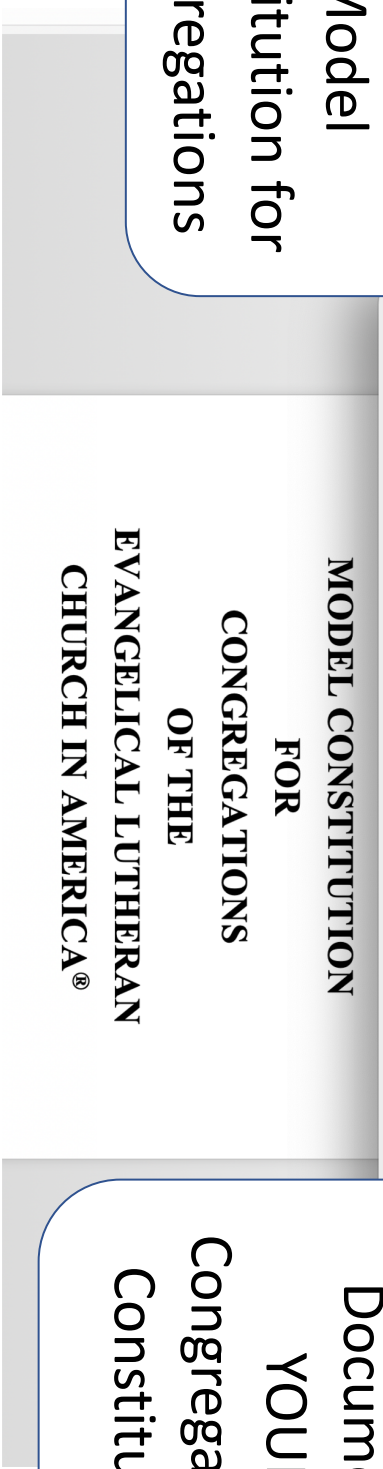 Model
itution for
regations
MODEL CONSTITUTION
FOR
CONGREGATIONS
OF THE
EVANGELICAL LUTHERAN
CHURCH IN AMERICA®
Docum
YOU
Congrega
Constitu